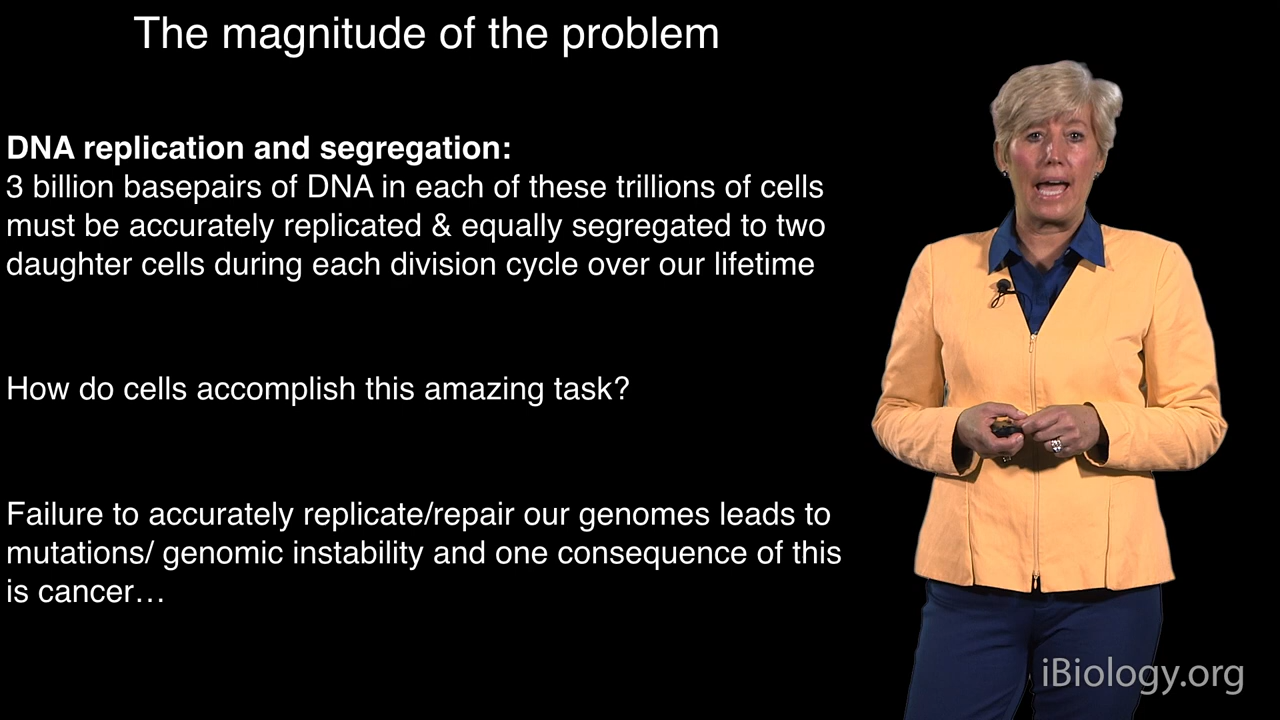 The magnitude of the problem
DNA replication and segregation:
3 billion basepairs of DNA in each of these trillions of cells
must be accurately replicated & equally segregated to two
daughter cells during each division cycle over our lifetime
How do cells accomplish this amazing task?
Failure to accurately replicate/repair our genomes leads to
mutations/ genomic instability and one consequence of this
is cancer…
iBiology.org